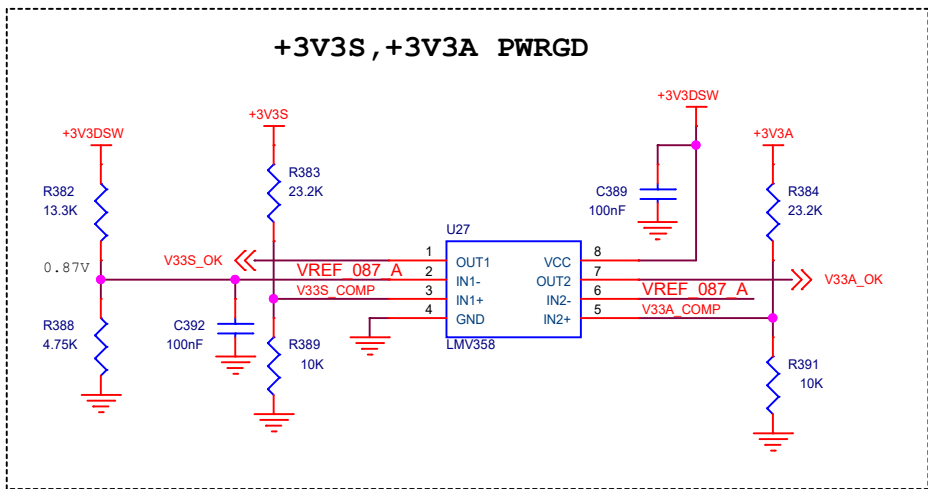 +3V3S,+3V3A PWRGD
+3V3DSW
+3V3S
+3V3DSW
+3V3A
R382
13.3K
R383
23.2K
C389
100nF
R384
23.2K
U27
0.87V
V33S_OK
1
OUT1
VCC
8
VREF_087_A
2
IN1-
OUT2
7
V33A_OK
V33S_COMP
3
IN1+
IN2-
6
VREF_087_A
4
GND
IN2+
5
V33A_COMP
LMV358
R388
4.75K
C392
100nF
R389
10K
R391
10K